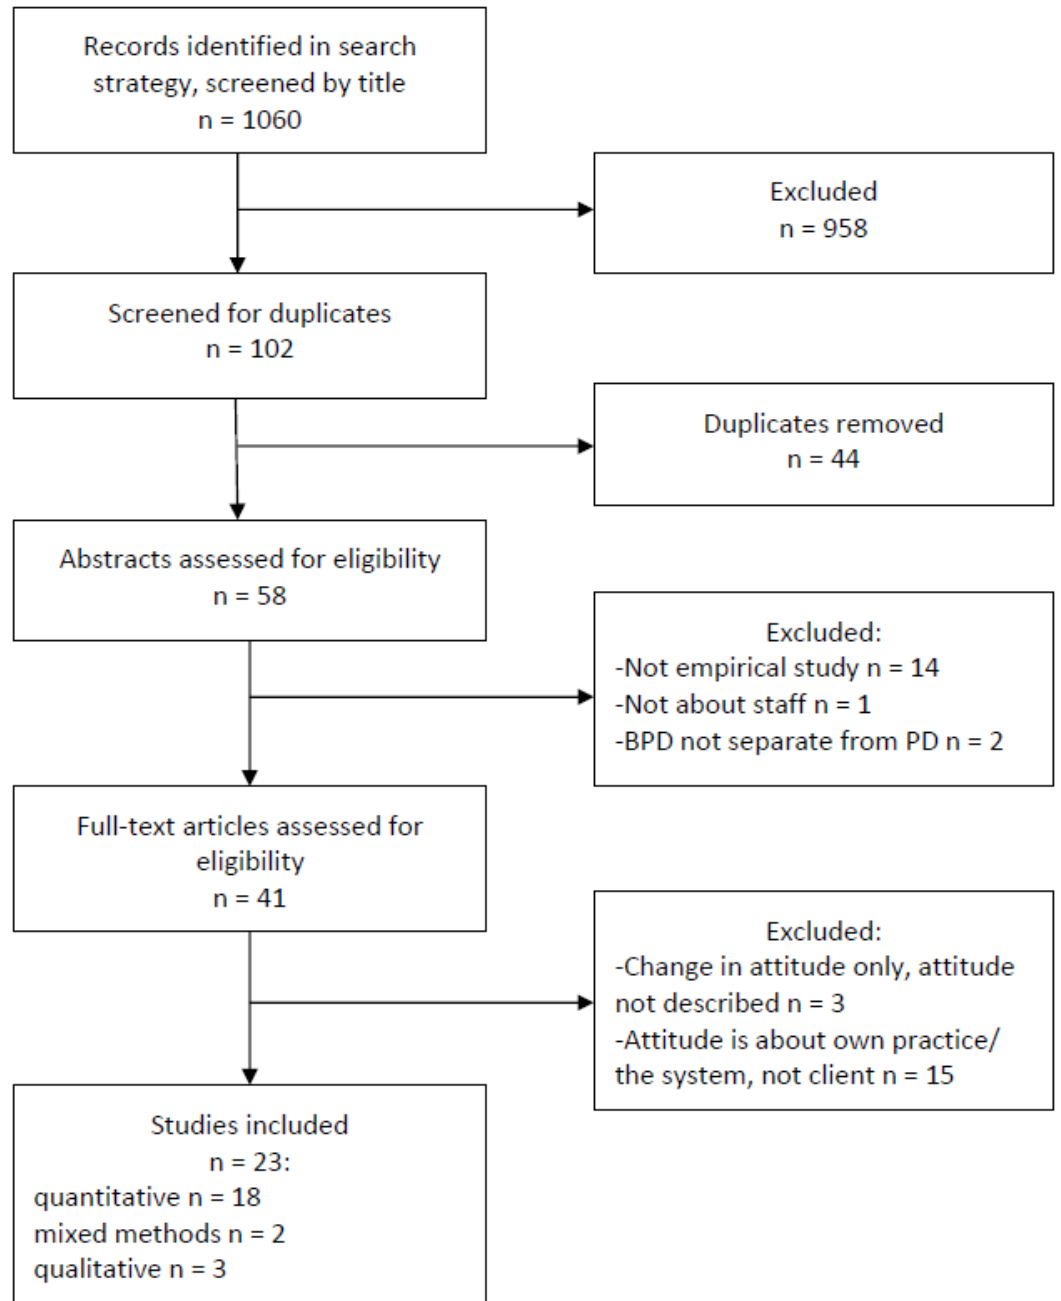 Records identified in search
strategy, screened by title
n = 1060
Excluded
n = 958
Screened for duplicates
n = 102
Duplicates removed
n = 44
Abstracts assessed for eligibility
n = 58
Excluded:
-Not empirical study n = 14
-Not about staff n = 1
-BPD not separate from PD n = 2
Full-text articles assessed for
eligibility
n = 41
Excluded:
-Change in attitude only, attitude
not described n = 3
-Attitude is about own practice/
the system, not client n = 15
Studies included
n = 23:
quantitative n = 18
mixed methods n = 2
qualitative n = 3